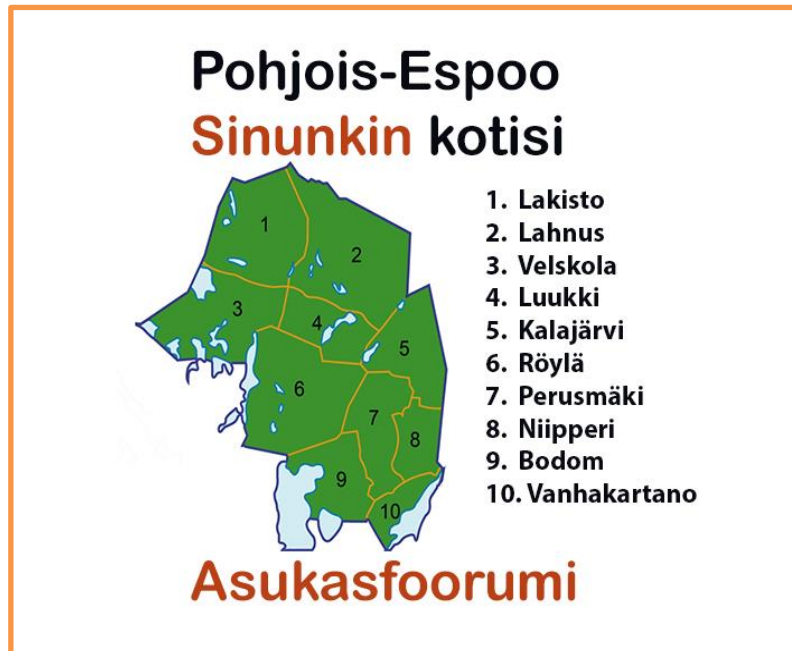 Pohjois-Espoo
Sinunkin kotisi
1. Lakisto
2. Lahnus
3. Velskola
4. Luukki
5. Kalajärvi
6. Röylä
7. Perusmäki
8. Niipperi
9. Bodom
10. Vanhakartano
1
2
3
4
5
6
7
8
9
10
Asukasfoorumi